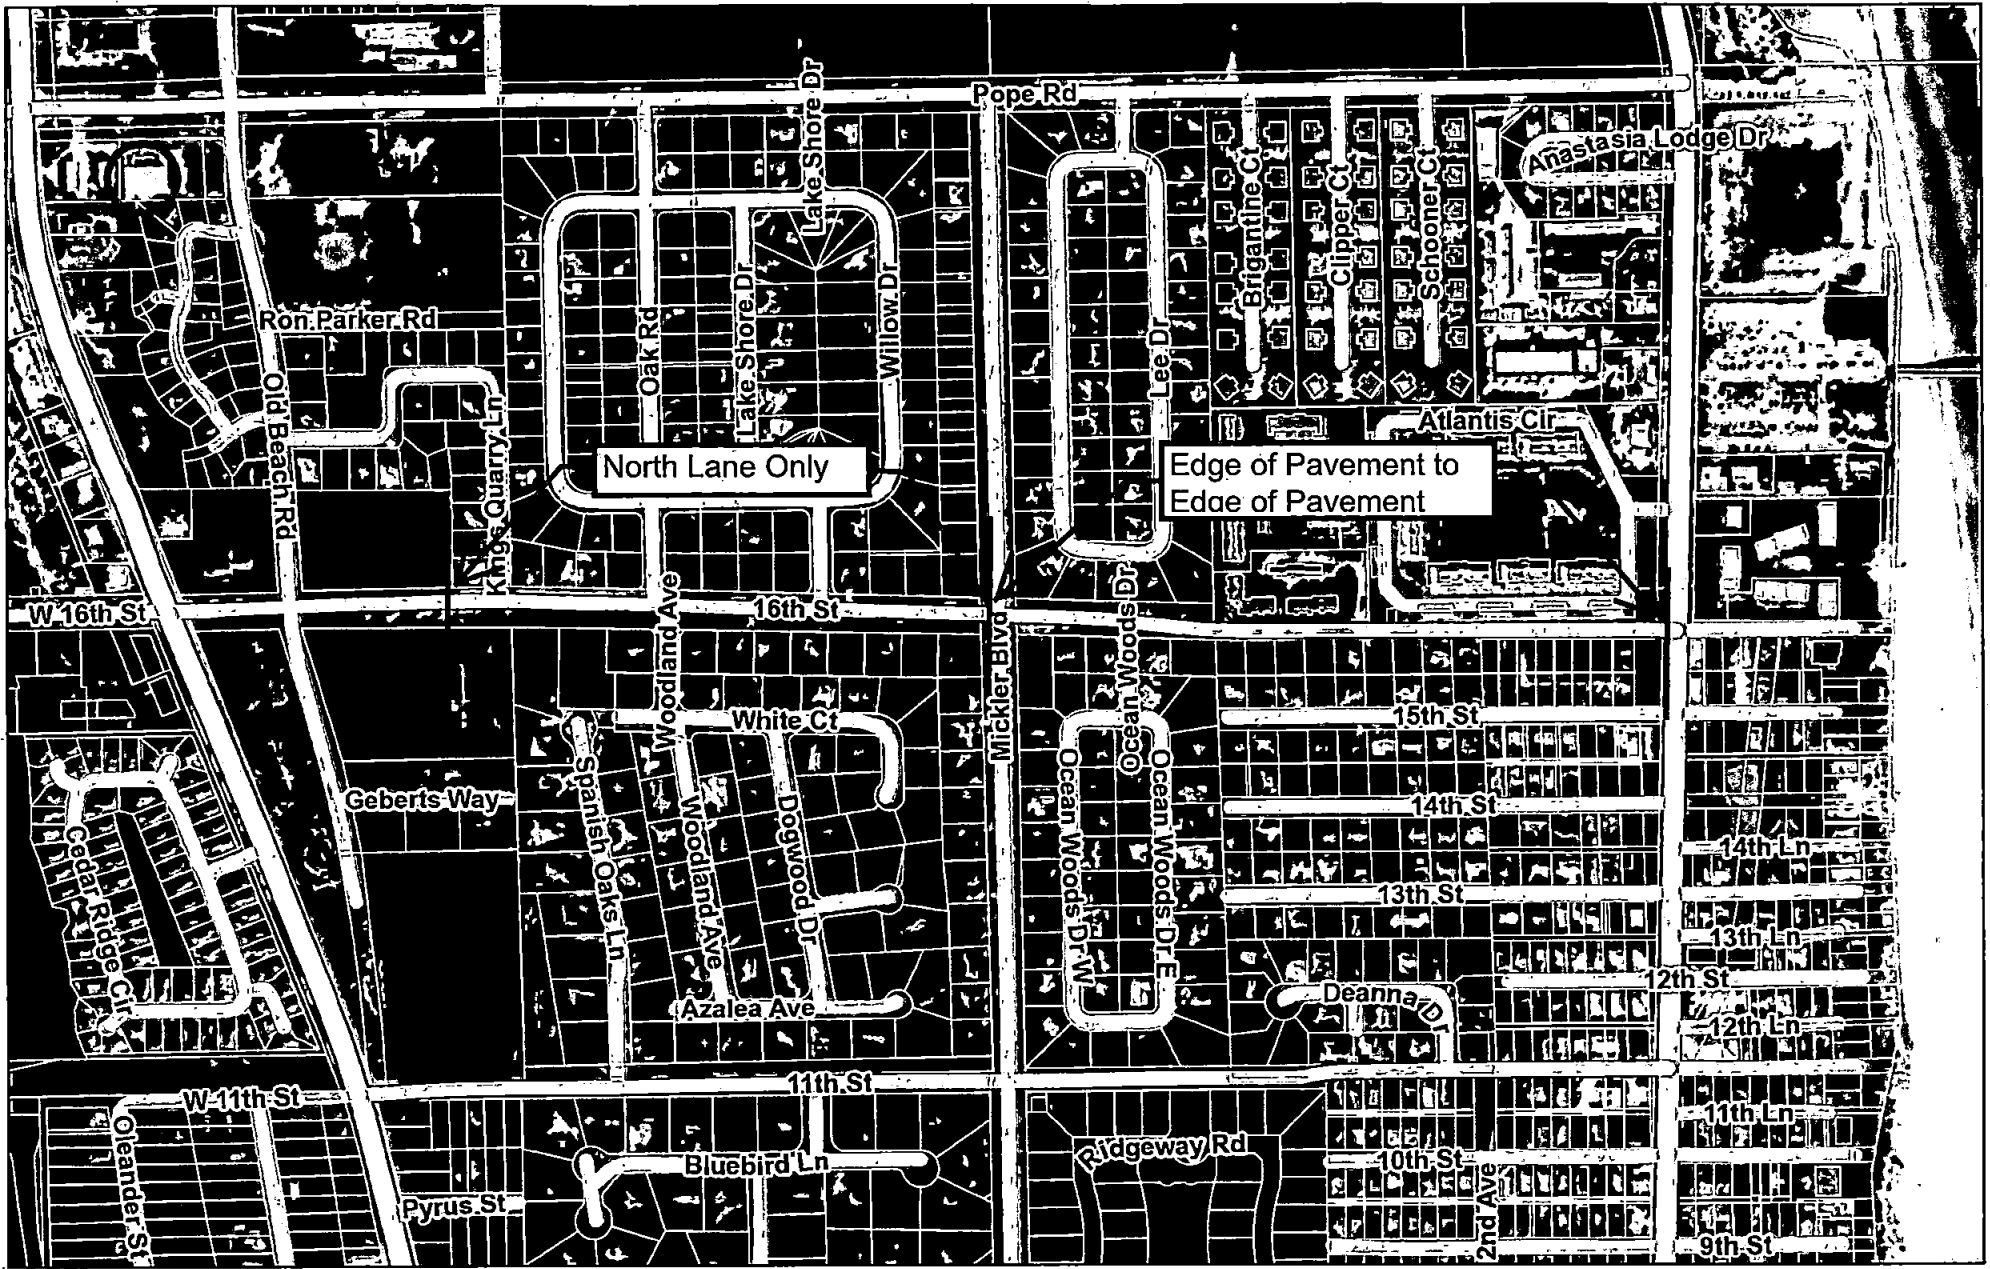 Lake Shore Dr
Pope Rd
Anastasia Lodge Dr
Brigantine Ct
Clipper Ct
Schooner Ct
Ron Parker Rd
Oak Rd
Lake Shore Dr
Willow Dr
Lee Dr
Old Beach Rd
Kings Quarry Ln
Atlantis Cir
North Lane Only
Edge of Pavement to
Edge of Pavement
W 16th St
Woodland Ave
16th St
Mickler Blvd
Ocean Woods Dr
White Ct
15th St
Spanish Oaks Ln
Geberts Way
Woodland Ave
Dogwood Dr
Ocean Woods Dr W
Ocean Woods Dr E
14th St
14th Ln
Cedar Ridge Cir
13th St
13th Ln
12th St
Deanna Dr
Azalea Ave
12th Ln
11th St
W 11th St
11th Ln
Oleander St
Ridgeway Rd
Bluebird Ln
10th St
Pyrus St
2nd Ave
9th St